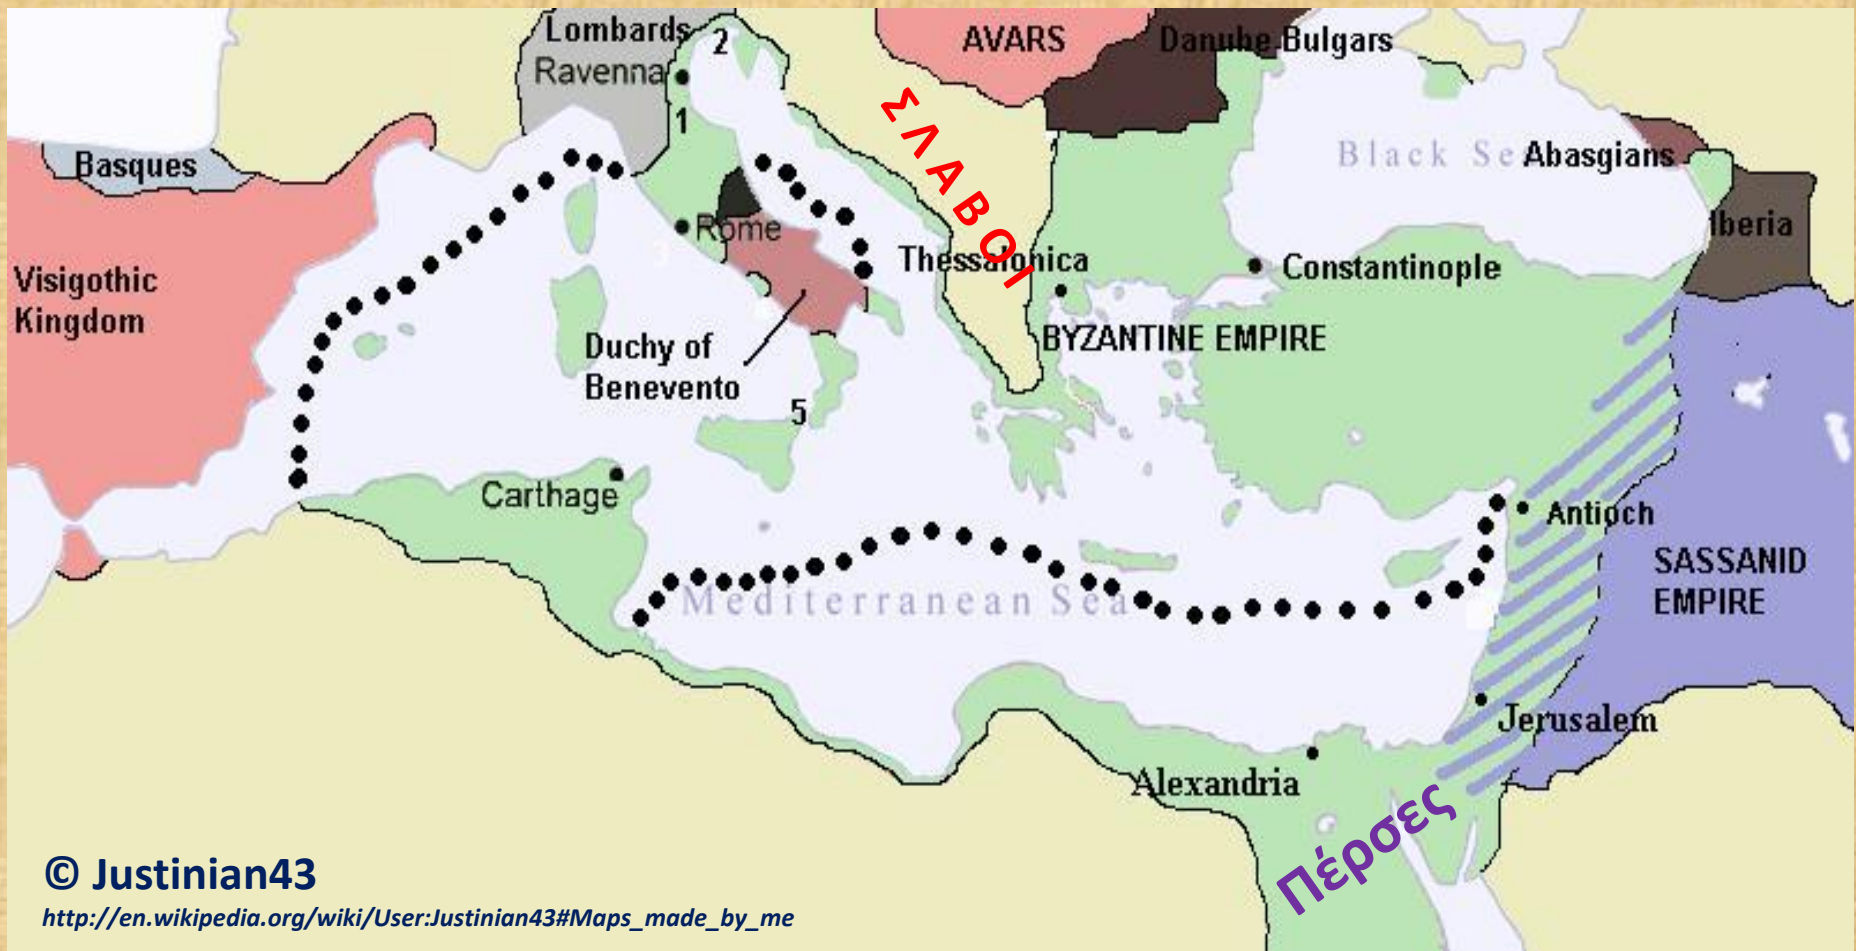 Lombards
Ravenna
2
AVARS
Danube Bulgars
1
ΣΛΑΒΟΙ
Basques
Black Sea
Abasgians
Iberia
Rome
3
Thessalonica
Constantinople
Visigothic
Kingdom
BYZANTINE EMPIRE
Duchy of
Benevento
5
Carthage
Antioch
SASSANID
EMPIRE
Mediterranean Sea
Jerusalem
Alexandria
Πέρσες
© Justinian43
http://en.wikipedia.org/wiki/User:Justinian43#Maps_made_by_me